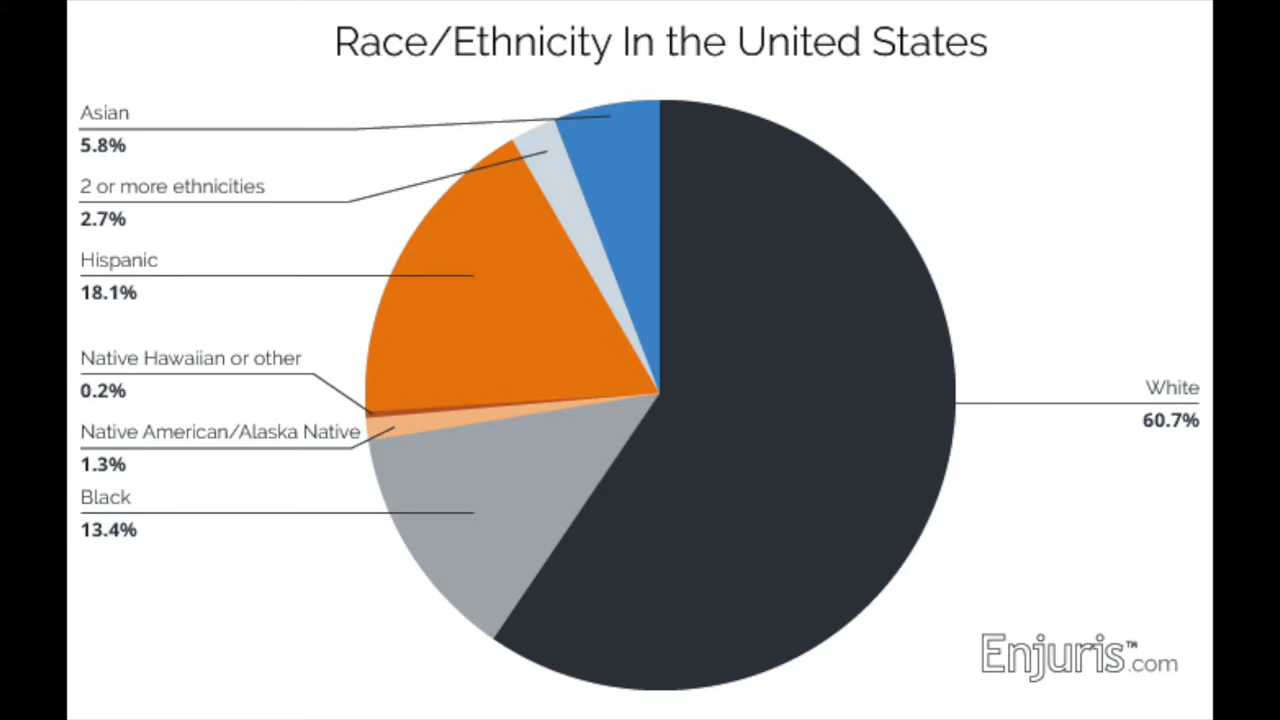 Race/Ethnicity In the United States
Asian
5.8%
2 or more ethnicities
2.7%
Hispanic
18.1%
Native Hawaiian or other
0.2%
Native American/Alaska Native
1.3%
Black
13.4%
White
60.7%
Enjuris™.com